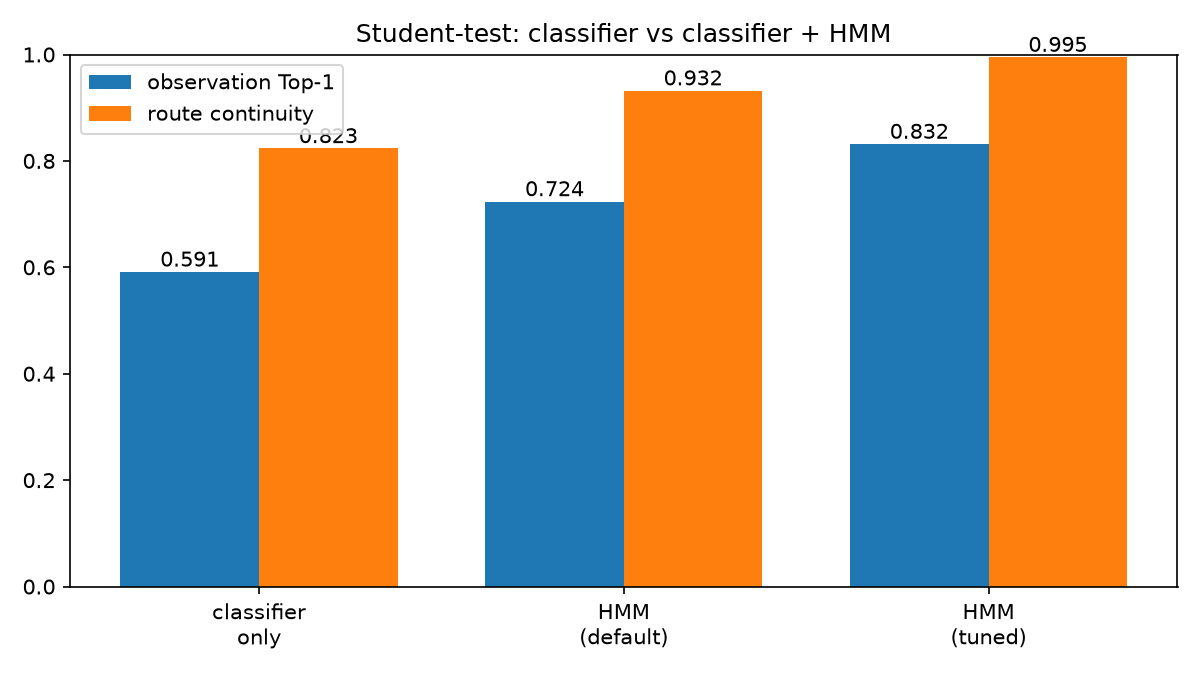 Student-test: classifier vs classifier + HMM
observation Top-1
route continuity
1.0
0.8
0.6
0.4
0.2
0.0
0.591
0.823
0.724
0.932
0.832
0.995
classifier
only
HMM
(default)
HMM
(tuned)